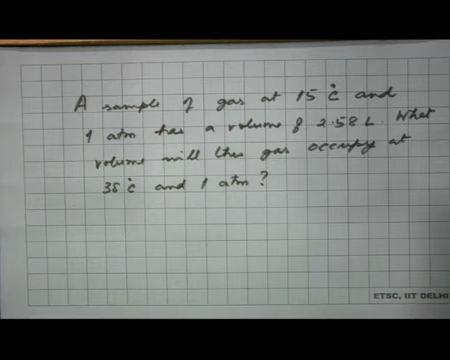 A sample of gas at 15°C and
1 atm has a volume of 2.58 L. What
volume will this gas occupy at
38°C and 1 atm?
ETSC, IIT DELHI